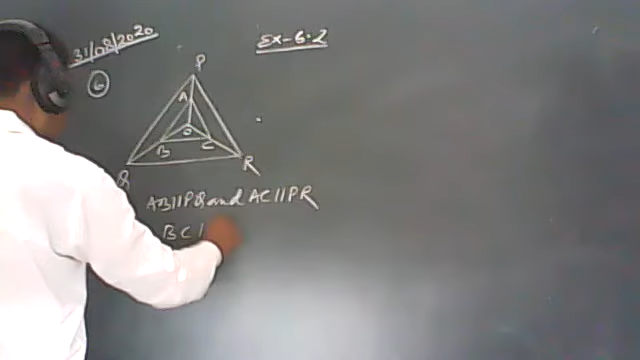 31/08/2020
Ex-6.2
6
P
A
O
B
C
Q
R
AB||PQ and AC||PR
BC |